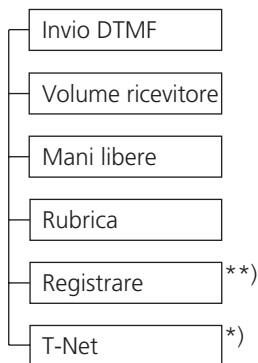 Invio DTMF
Volume ricevitore
Mani libere
Rubrica
Registrare **)
T-Net *)